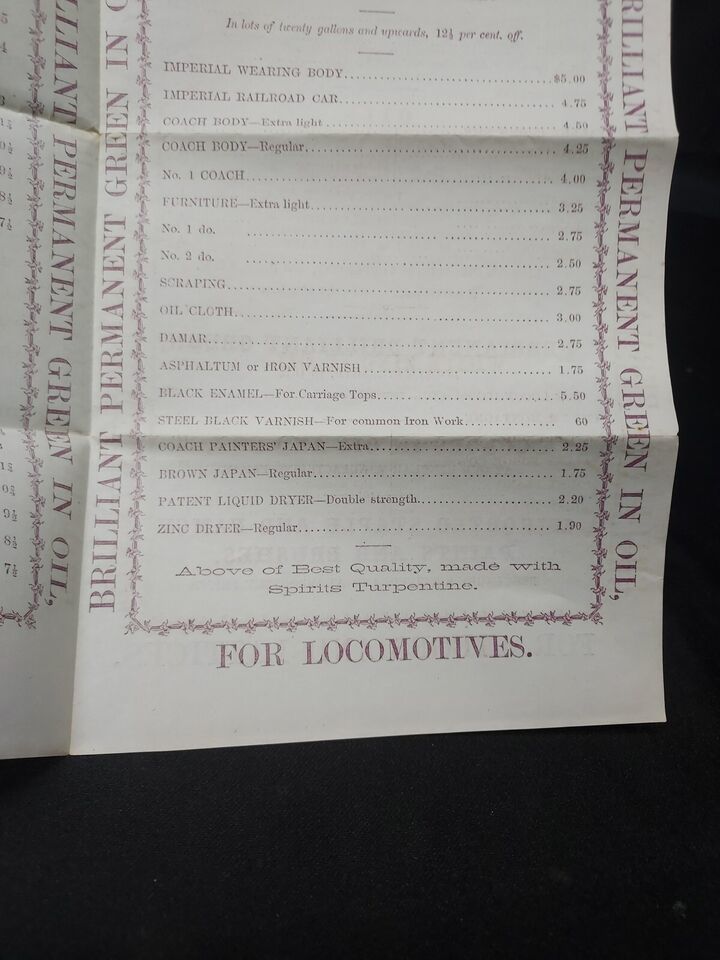 In lots of twenty gallons and upwards, 12½ per cent. off.
IMPERIAL WEARING BODY $5.00
IMPERIAL RAILROAD CAR 4.75
COACH BODY—Extra light 4.50
COACH BODY—Regular 4.25
No. 1 COACH 4.00
FURNITURE—Extra light 3.25
No. 1 do. 2.75
No. 2 do. 2.50
SCRAPING 2.75
OIL CLOTH 3.00
DAMAR 2.75
ASPHALTUM or IRON VARNISH 1.75
BLACK ENAMEL—For Carriage Tops 5.50
STEEL BLACK VARNISH—For common Iron Work 60
COACH PAINTERS' JAPAN—Extra 2.25
BROWN JAPAN—Regular 1.75
PATENT LIQUID DRYER—Double strength 2.20
ZINC DRYER—Regular 1.90
Above of Best Quality, made with
Spirits Turpentine.
FOR LOCOMOTIVES.
BRILLIANT PERMANENT GREEN IN
BRILLIANT PERMANENT GREEN IN OIL,
PERMANENT GREEN IN OIL,
9½
8½
7½